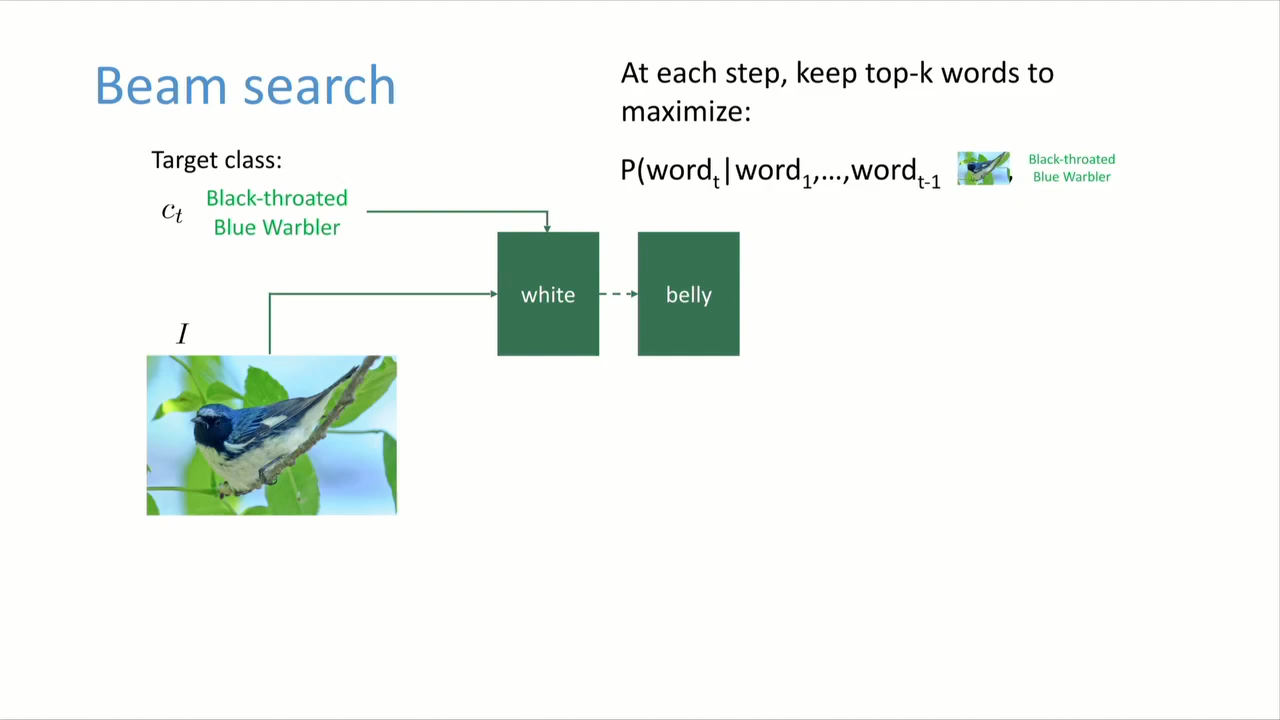 Beam search
Target class:
c_t
Black-throated
Blue Warbler
I
white
belly
At each step, keep top-k words to
maximize:
P(word_t|word_1,...,word_t-1 ,
Black-throated
Blue Warbler